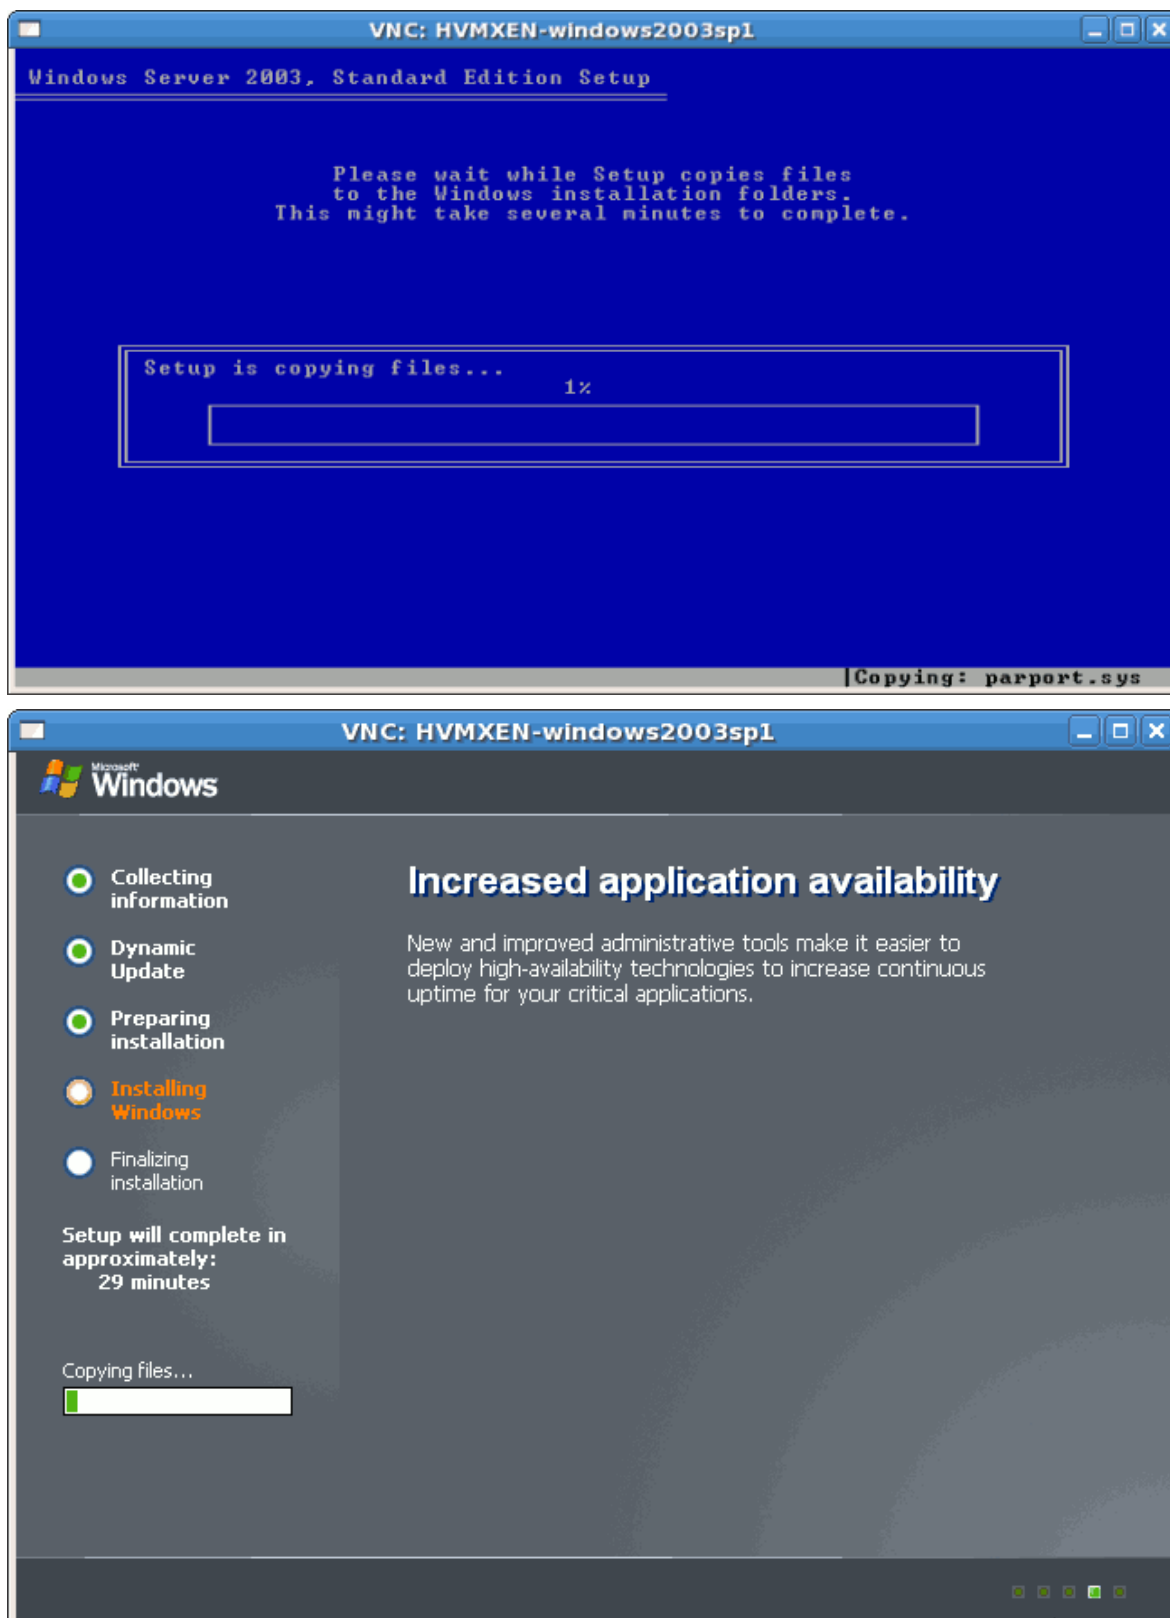 VNC: HVMXEN-windows2003sp1
Windows Server 2003, Standard Edition Setup
Please wait while Setup copies files
to the Windows installation folders.
This might take several minutes to complete.
Setup is copying files...
1%
|Copying: parport.sys
VNC: HVMXEN-windows2003sp1
Microsoft
Windows
Collecting
information
Dynamic
Update
Preparing
installation
Installing
Windows
Finalizing
installation
Setup will complete in
approximately:
29 minutes
Copying files...
Increased application availability
New and improved administrative tools make it easier to
deploy high-availability technologies to increase continuous
uptime for your critical applications.